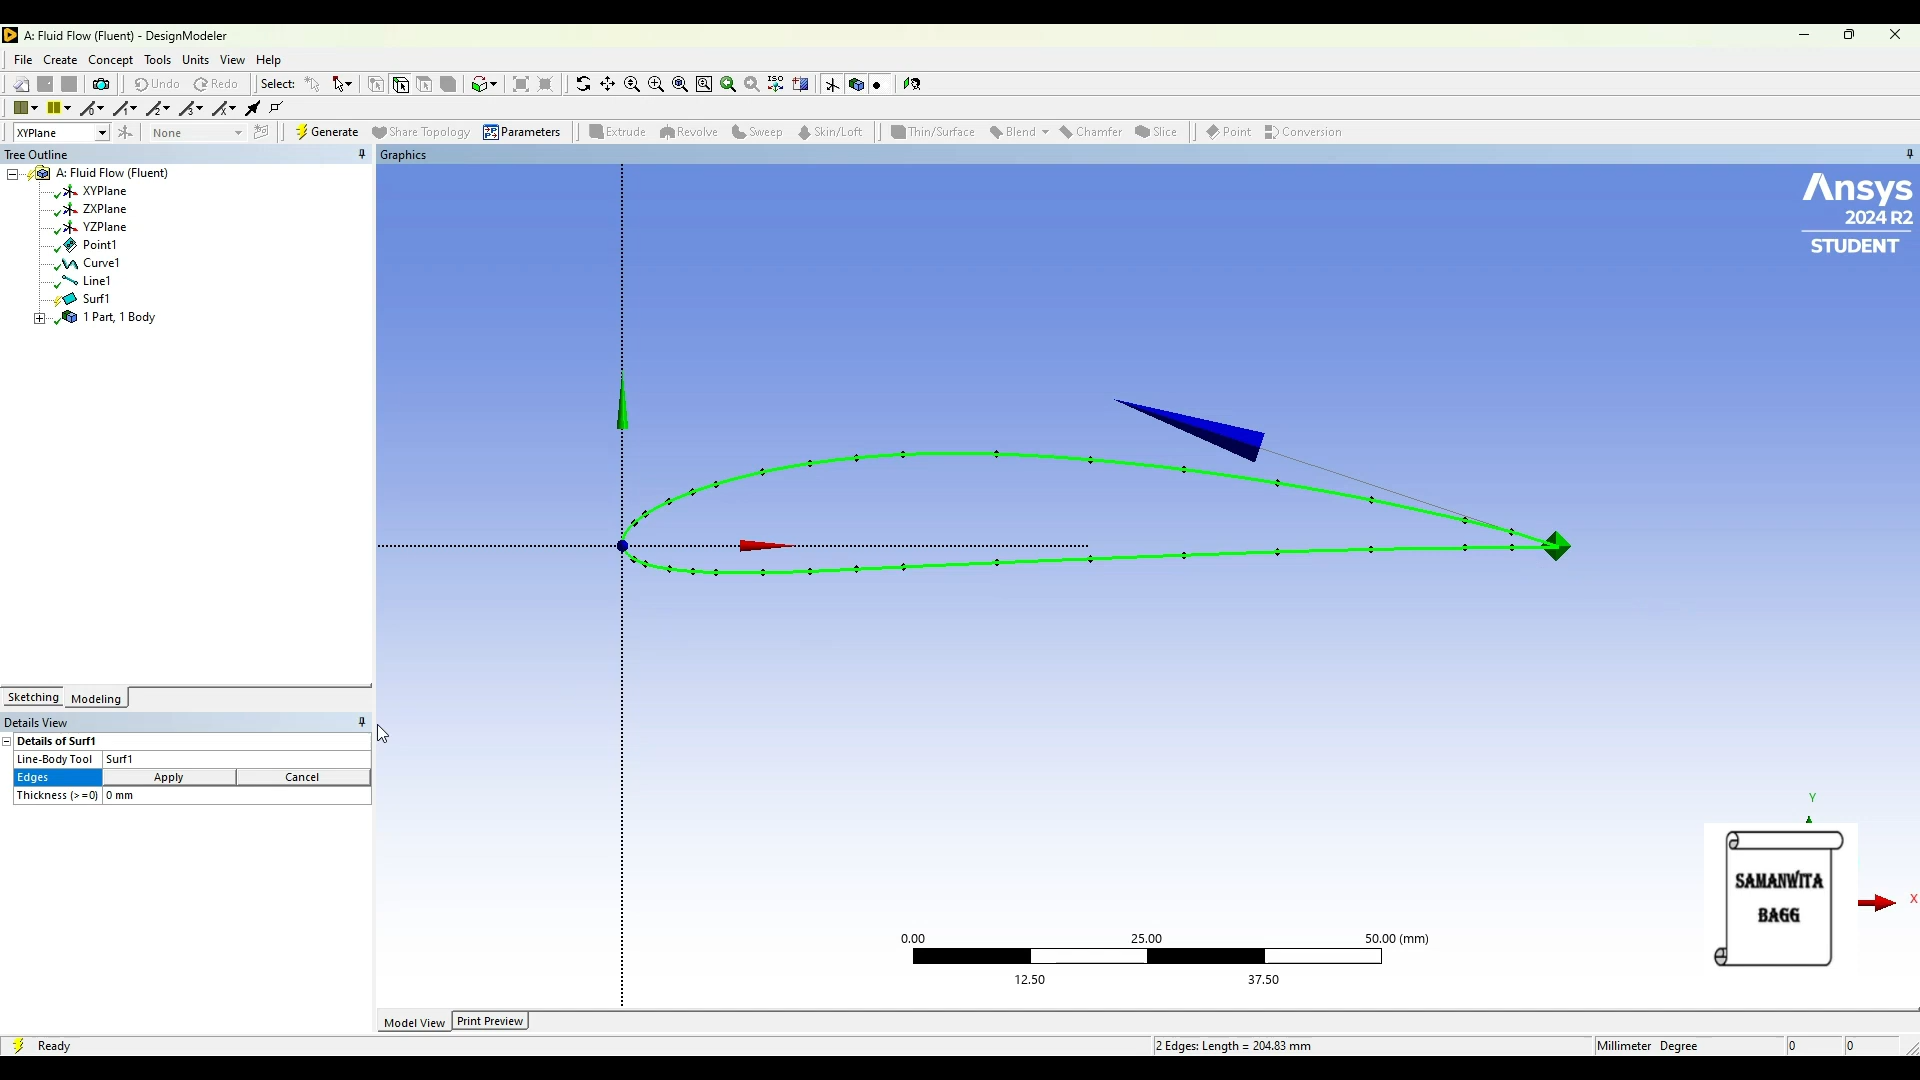 A: Fluid Flow (Fluent) - DesignModeler
File Create Concept Tools Units View Help
Undo Redo Select: ISO
XYPlane None Generate Share Topology Parameters Extrude Revolve Sweep Skin/Loft Thin/Surface Blend Chamfer Slice Point Conversion
Tree Outline
Graphics
A: Fluid Flow (Fluent)
XYPlane
ZXPlane
YZPlane
Point1
Curve1
Line1
Surf1
1 Part, 1 Body
Ansys
2024 R2
STUDENT
Sketching Modeling
Details View
Details of Surf1
Line-Body Tool Surf1
Edges Apply Cancel
Thickness (>=0) 0 mm
Y
X
SAMANWITA
BAGG
0.00 25.00 50.00 (mm)
12.50 37.50
Model View Print Preview
Ready 2 Edges: Length = 204.83 mm Millimeter Degree 0 0